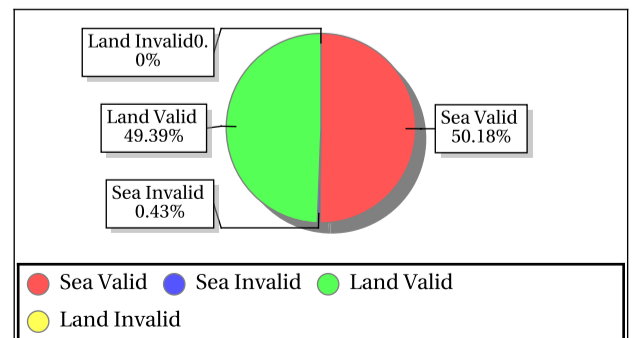 Land Invalid0.
0%
Land Valid
49.39%
Sea Valid
50.18%
Sea Invalid
0.43%
Sea Valid
Sea Invalid
Land Valid
Land Invalid